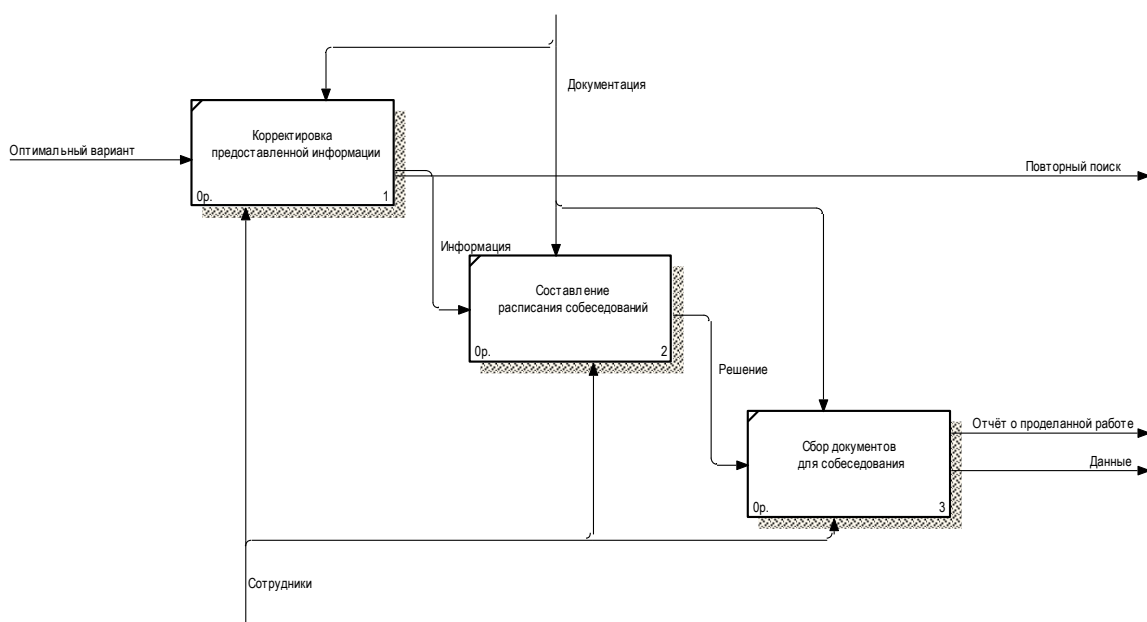 Документация
Корректировка
предоставленной информации
0р.
1
Оптимальный вариант
Повторный поиск
Информация
Составление
расписания собеседований
0р.
2
Решение
Сбор документов
для собеседования
0р.
3
Отчёт о проделанной работе
Данные
Сотрудники